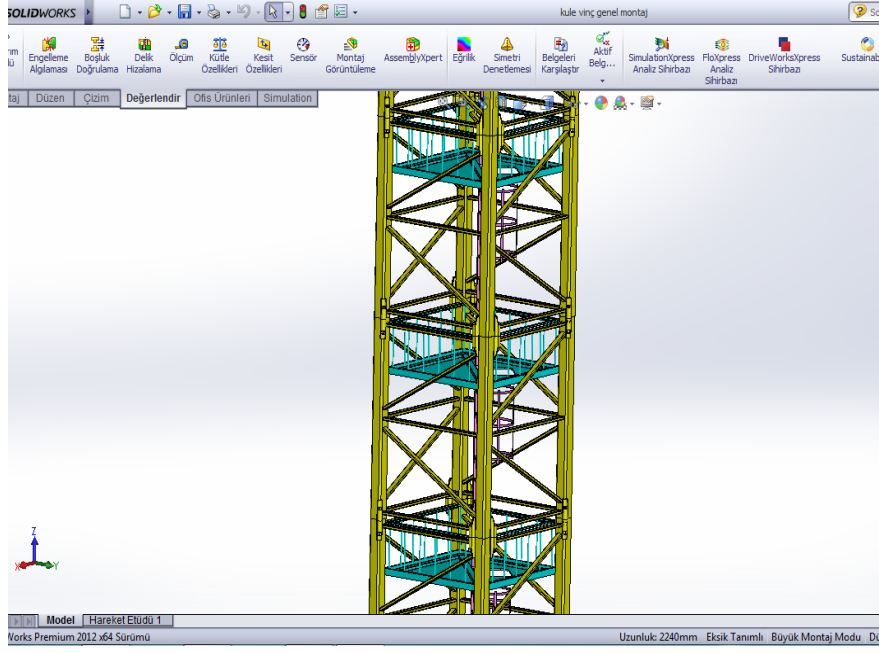 SOLIDWORKS
kule vinç genel montaj
Engelleme Algılaması
Boşluk Doğrulama
Delik Hizalama
Ölçüm
Kütle Özellikleri
Kesit Özellikleri
Sensör
Montaj Görüntüleme
AssemblyXpert
Eğrilik
Simetri Denetlemesi
Belgeleri Karşılaştır
Aktif Belg...
SimulationXpress Analiz Sihirbazı
FloXpress Analiz Sihirbazı
DriveWorksXpress Sihirbazı
Sustainab
taj Düzen Çizim Değerlendir Ofis Ürünleri Simulation
Z
X Y
Model Hareket Etüdü 1
Works Premium 2012 x64 Sürümü
Uzunluk: 2240mm Eksik Tanımlı Büyük Montaj Modu